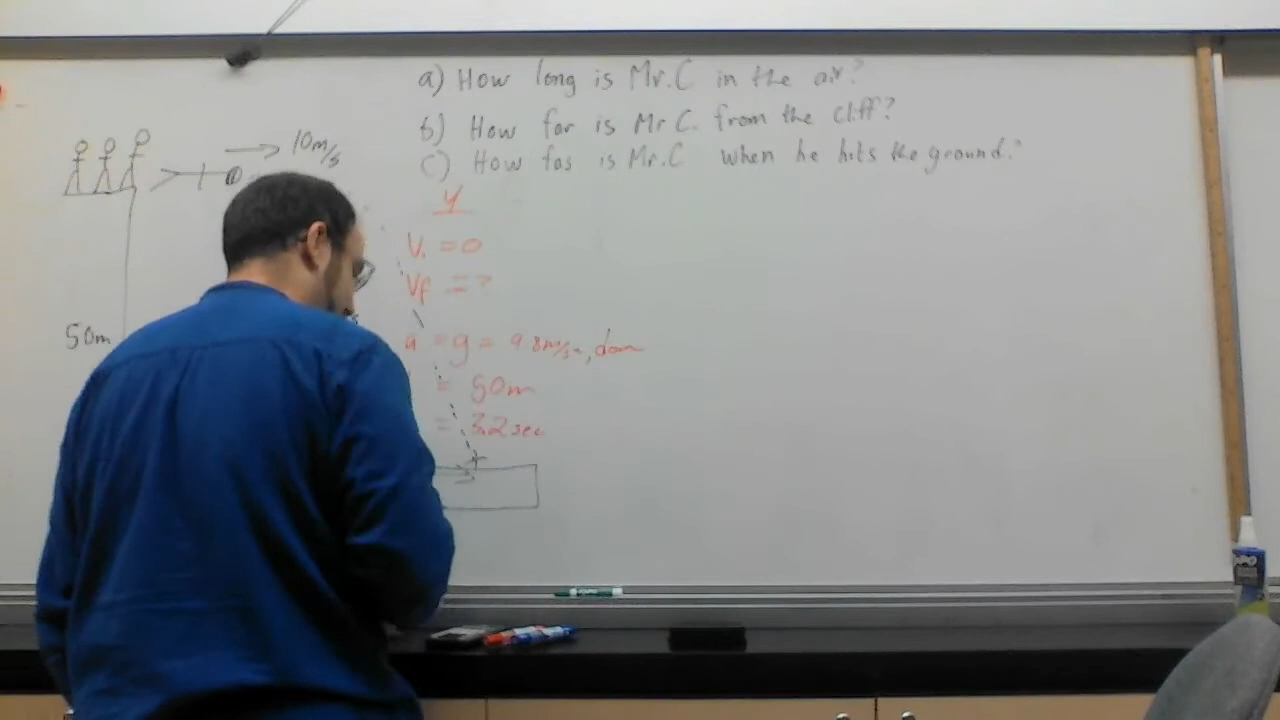 a) How long is Mr.C in the air?
b) How far is Mr C. from the cliff?
c) How fas is Mr.C when he hits the ground?
10m/s
50m
y
Vi = 0
Vf = ?
a = g = 9.8m/s², down
= 50m
= 3.2sec